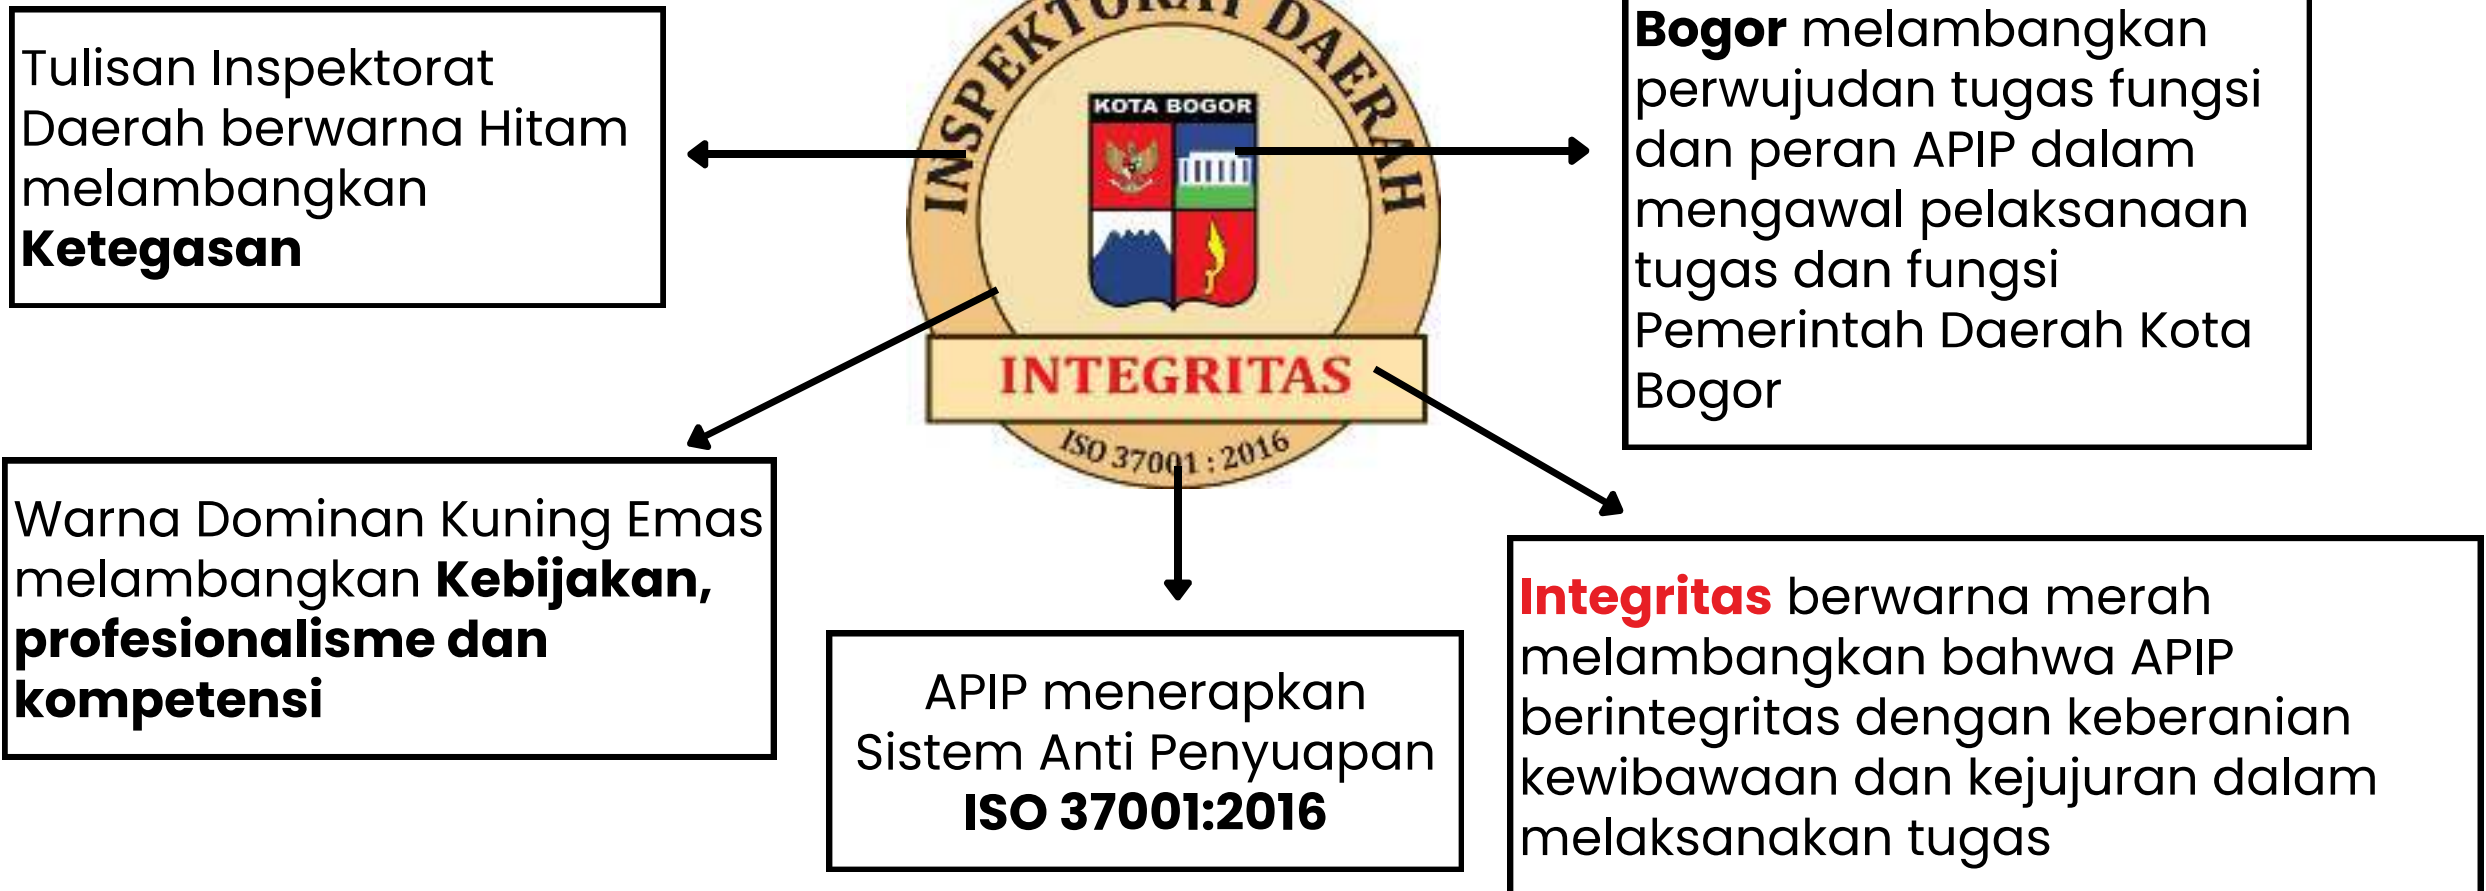 Tulisan Inspektorat
Daerah berwarna Hitam
melambangkan
Ketegasan
INSPEKTORAT DAERAH
KOTA BOGOR
INTEGRITAS
ISO 37001 : 2016
Bogor melambangkan
perwujudan tugas fungsi
dan peran APIP dalam
mengawal pelaksanaan
tugas dan fungsi
Pemerintah Daerah Kota
Bogor
Warna Dominan Kuning Emas
melambangkan Kebijakan,
profesionalisme dan
kompetensi
APIP menerapkan
Sistem Anti Penyuapan
ISO 37001:2016
Integritas berwarna merah
melambangkan bahwa APIP
berintegritas dengan keberanian
kewibawaan dan kejujuran dalam
melaksanakan tugas